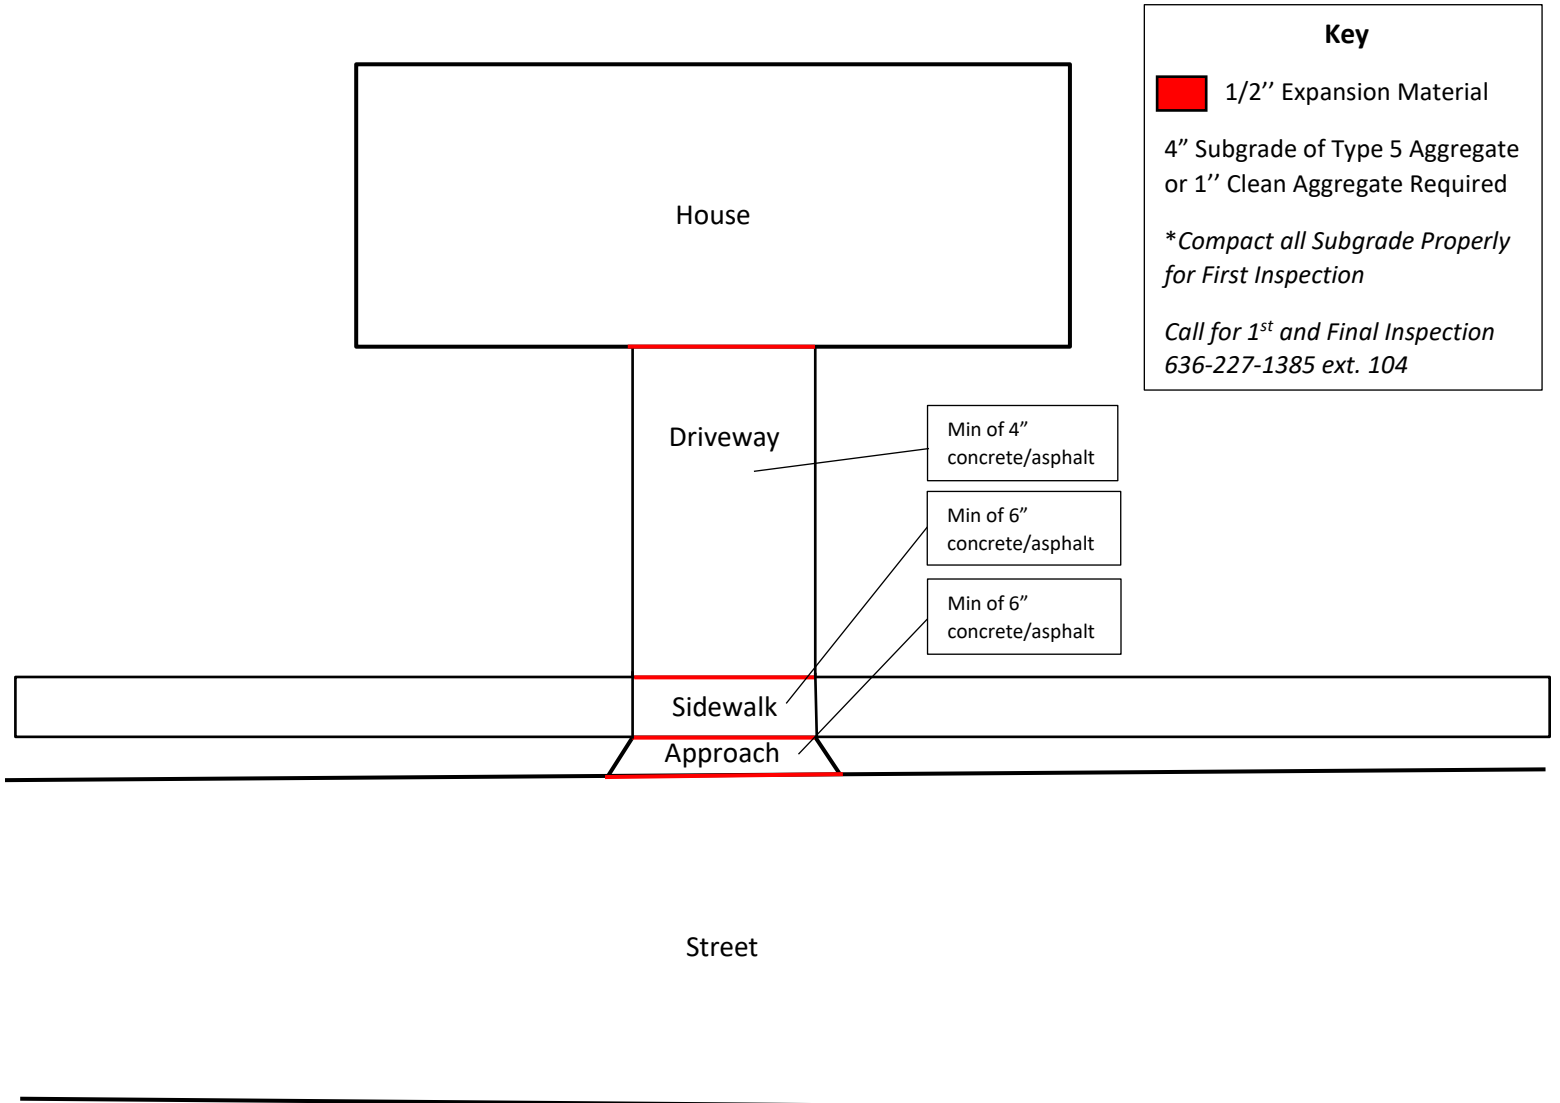 Key
1/2’’ Expansion Material
4” Subgrade of Type 5 Aggregate
or 1’’ Clean Aggregate Required
*Compact all Subgrade Properly
for First Inspection
Call for 1st and Final Inspection
636-227-1385 ext. 104
House
Driveway
Min of 4”
concrete/asphalt
Min of 6”
concrete/asphalt
Min of 6”
concrete/asphalt
Sidewalk
Approach
Street